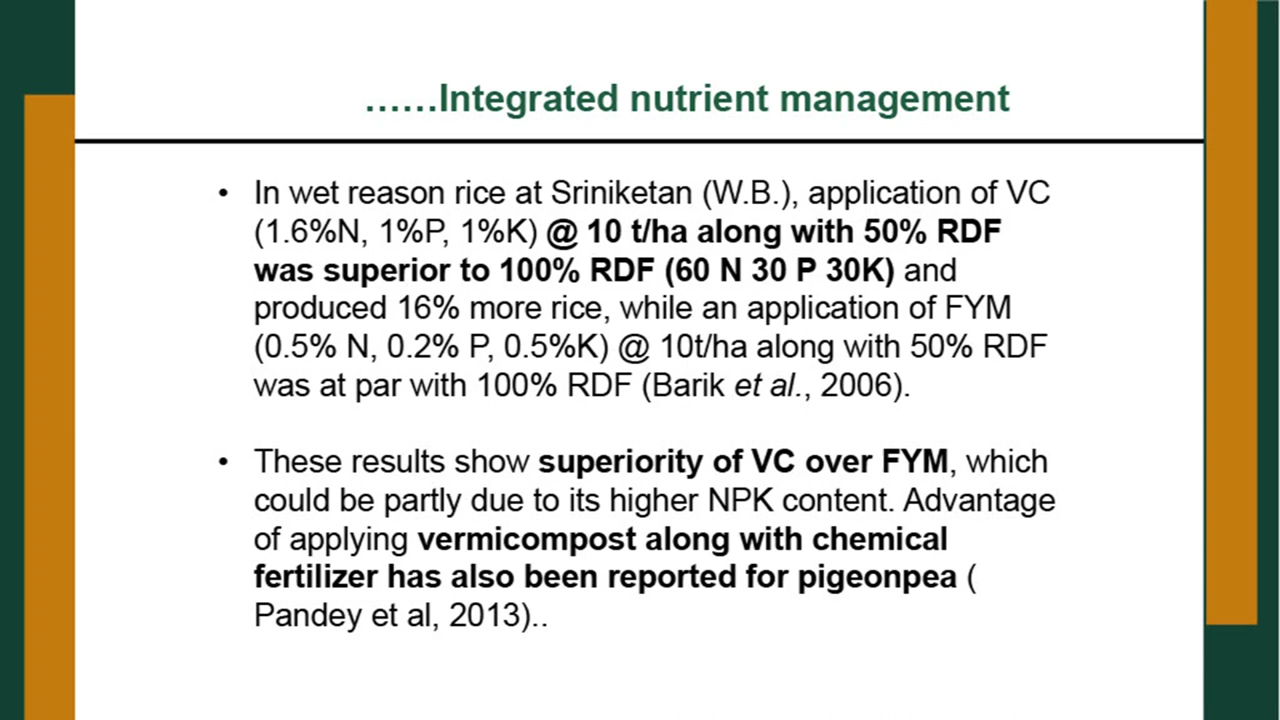 ......Integrated nutrient management
• In wet reason rice at Sriniketan (W.B.), application of VC
(1.6%N, 1%P, 1%K) @ 10 t/ha along with 50% RDF
was superior to 100% RDF (60 N 30 P 30K) and
produced 16% more rice, while an application of FYM
(0.5% N, 0.2% P, 0.5%K) @ 10t/ha along with 50% RDF
was at par with 100% RDF (Barik et al., 2006).
• These results show superiority of VC over FYM, which
could be partly due to its higher NPK content. Advantage
of applying vermicompost along with chemical
fertilizer has also been reported for pigeonpea (
Pandey et al, 2013)..